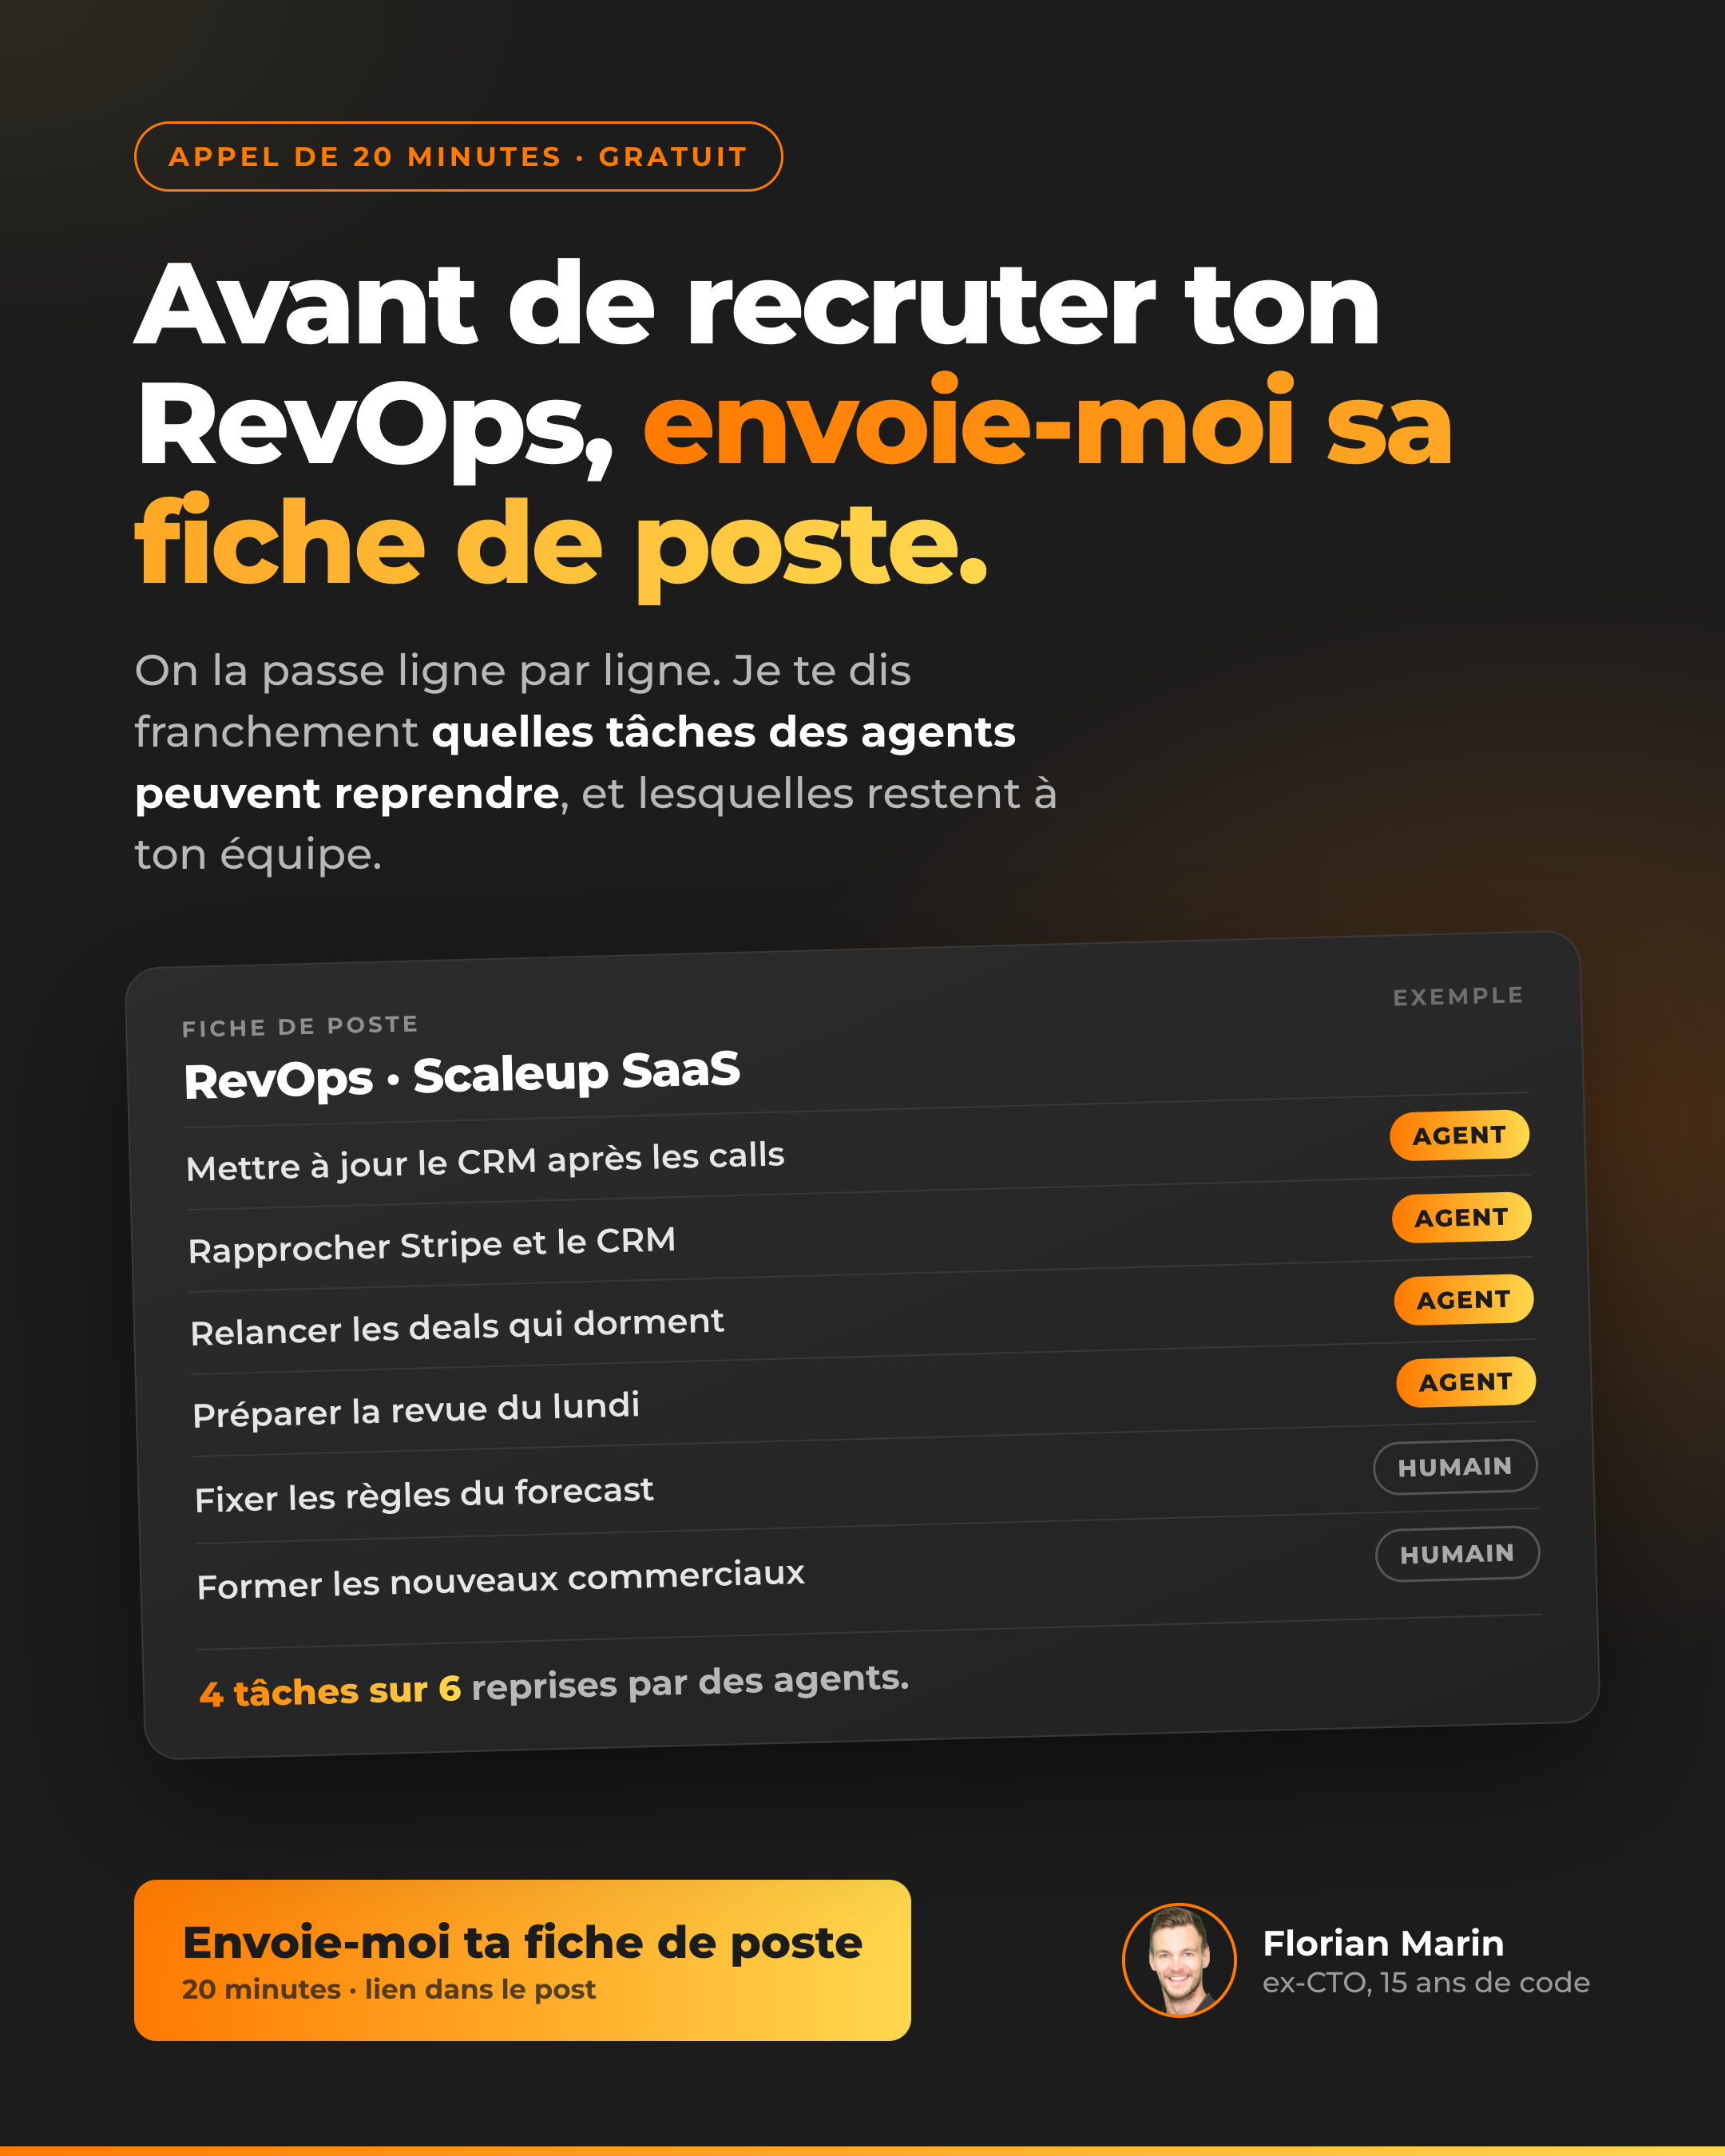 APPEL DE 20 MINUTES · GRATUIT
Avant de recruter ton
RevOps, envoie-moi sa
fiche de poste.
On la passe ligne par ligne. Je te dis
franchement quelles tâches des agents
peuvent reprendre, et lesquelles restent à
ton équipe.
FICHE DE POSTE
EXEMPLE
RevOps · Scaleup SaaS
Mettre à jour le CRM après les calls AGENT
Rapprocher Stripe et le CRM AGENT
Relancer les deals qui dorment AGENT
Préparer la revue du lundi AGENT
Fixer les règles du forecast HUMAIN
Former les nouveaux commerciaux HUMAIN
4 tâches sur 6 reprises par des agents.
Envoie-moi ta fiche de poste
20 minutes · lien dans le post
Florian Marin
ex-CTO, 15 ans de code